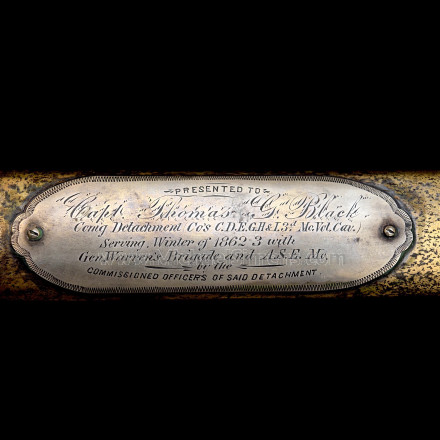 PRESENTED TO
Capt. Thomas G. Black
Com'g Detachment Co's C.D.E.G.H & I. 3d Mo. Vol. Cav.)
Serving, Winter of 1862-3 with
Gen. Warren's Brigade and A.S.E. Mo.
by the
COMMISSIONED OFFICERS OF SAID DETACHMENT.